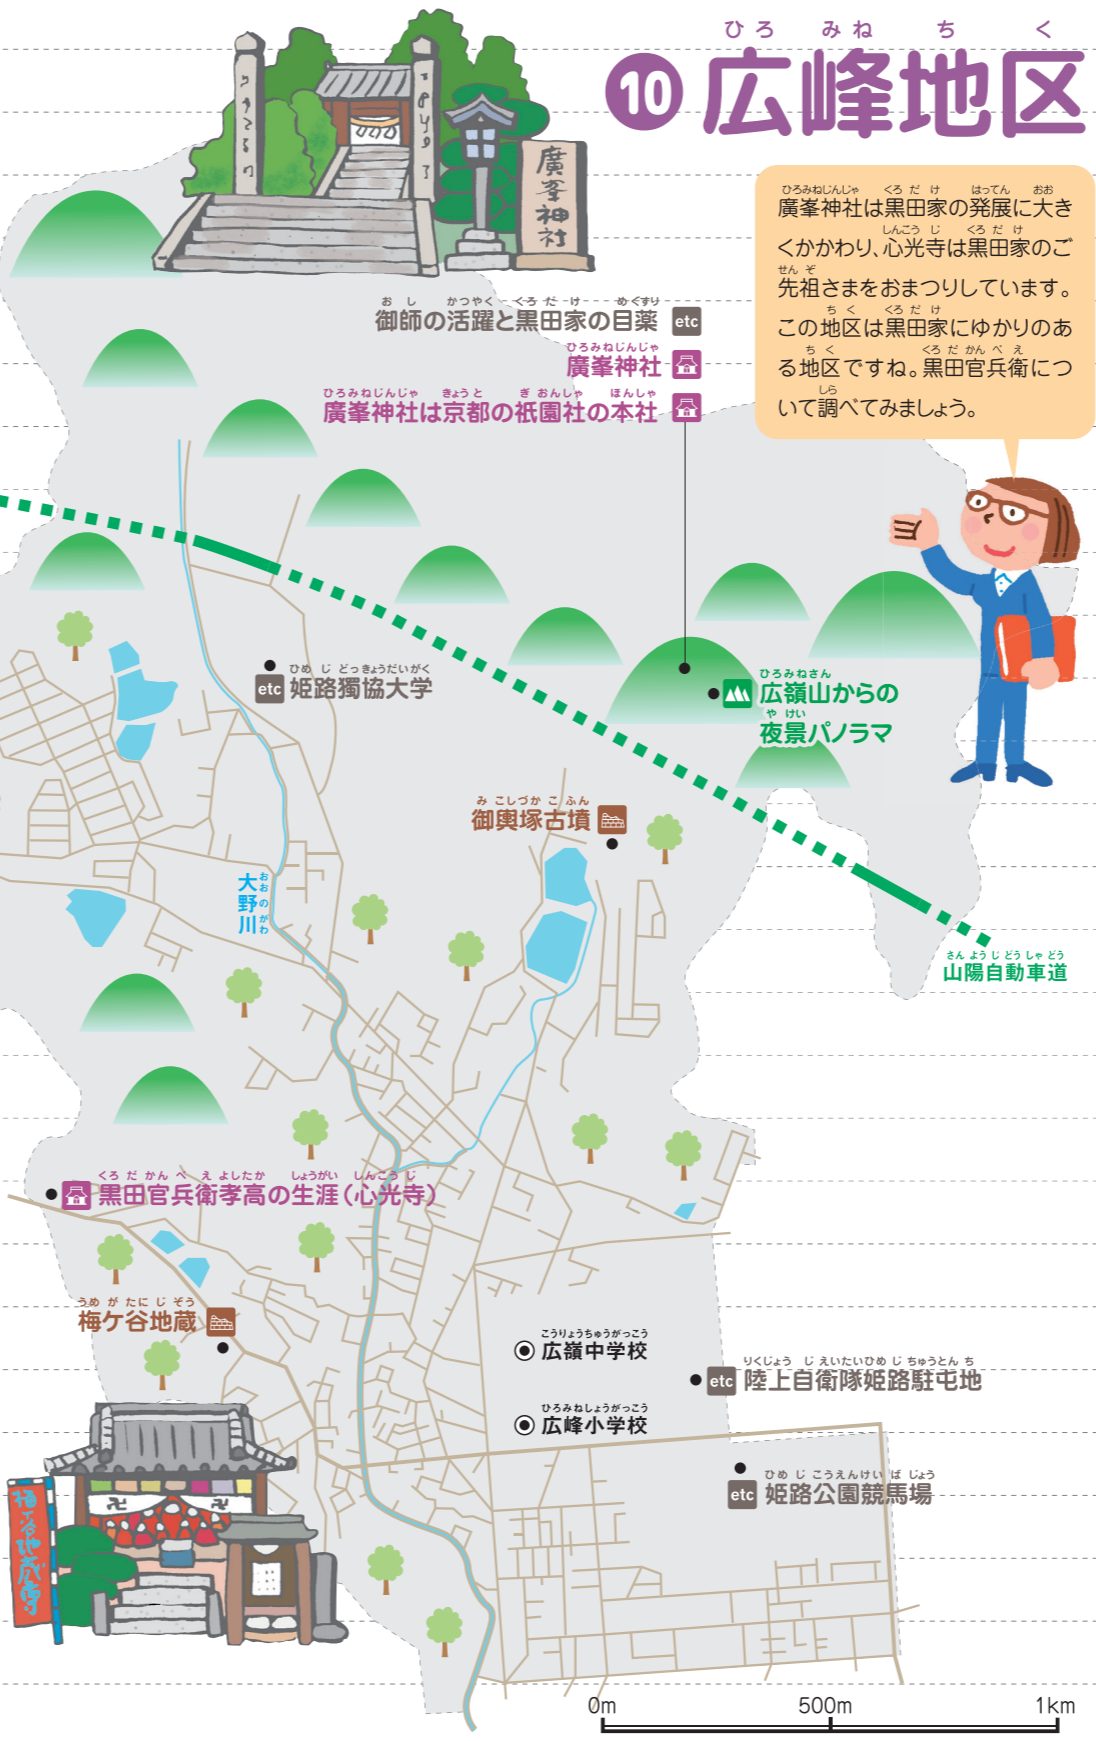 ひろ みね ち く
10 広峰地区
ひろみねじんじゃ くろ だ け はってん おお
廣峯神社は黒田家の発展に大き
しんこう じ くろ だ け
くかかわり、心光寺は黒田家のご
せん ぞ
先祖さまをおまつりしています。
ち く くろ だ け
この地区は黒田家にゆかりのあ
ち く くろ だ かん べ え
る地区ですね。黒田官兵衛につ
しら
いて調べてみましょう。
廣峯神社
お し かつやく くろ だ け めぐすり
御師の活躍と黒田家の目薬 etc
ひろみねじんじゃ
廣峯神社
ひろみねじんじゃ きょうと ぎ おんしゃ ほんしゃ
廣峯神社は京都の祇園社の本社
ひめ じ どっきょうだいがく
etc 姫路獨協大学
ひろみねさん
広嶺山からの
や けい
夜景パノラマ
み こしづか こ ふん
御輿塚古墳
おお の がわ
大野川
さん よう じ どう しゃ どう
山陽自動車道
くろ だ かん べ え よしたか しょうがい しんこう じ
黒田官兵衛孝高の生涯(心光寺)
うめ が たに じ ぞう
梅ケ谷地蔵
こうりょうちゅうがっこう
広嶺中学校
りくじょう じ えいたいひめ じ ちゅうとん ち
etc 陸上自衛隊姫路駐屯地
ひろみねしょうがっこう
広峰小学校
ひめ じ こうえんけい ば じょう
etc 姫路公園競馬場
卍 卍
梅ヶ谷地蔵寺
0m 500m 1km